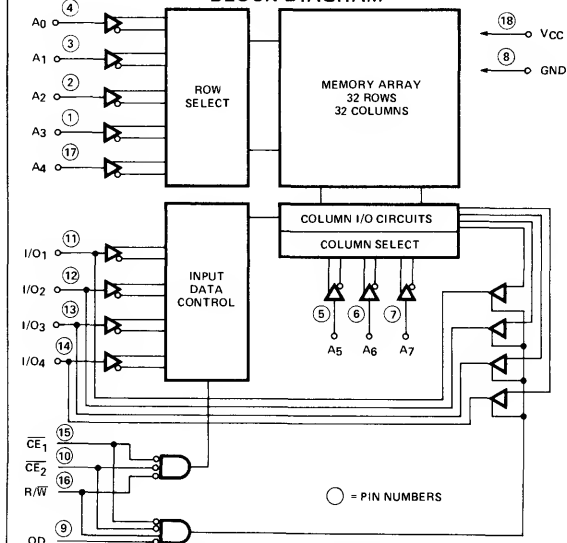 BLOCK DIAGRAM
④
A0
③
A1
②
A2
①
A3
⑰
A4
ROW
SELECT
MEMORY ARRAY
32 ROWS
32 COLUMNS
⑱
VCC
⑧
GND
COLUMN I/O CIRCUITS
COLUMN SELECT
⑪
I/O1
⑫
I/O2
⑬
I/O3
⑭
I/O4
INPUT
DATA
CONTROL
⑤ ⑥ ⑦
A5 A6 A7
⑮
C̅E̅1
⑩
C̅E̅2
⑯
R/W̅
⑨
OD
◯ = PIN NUMBERS